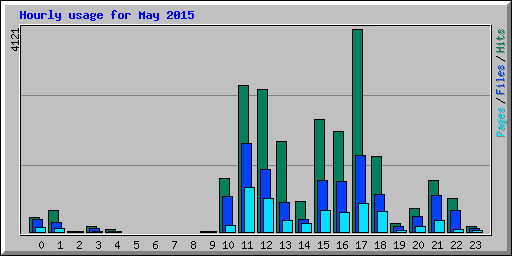 Hourly usage for May 2015
4121
Pages/Files/Hits
0 1 2 3 4 5 6 7 8 9 10 11 12 13 14 15 16 17 18 19 20 21 22 23